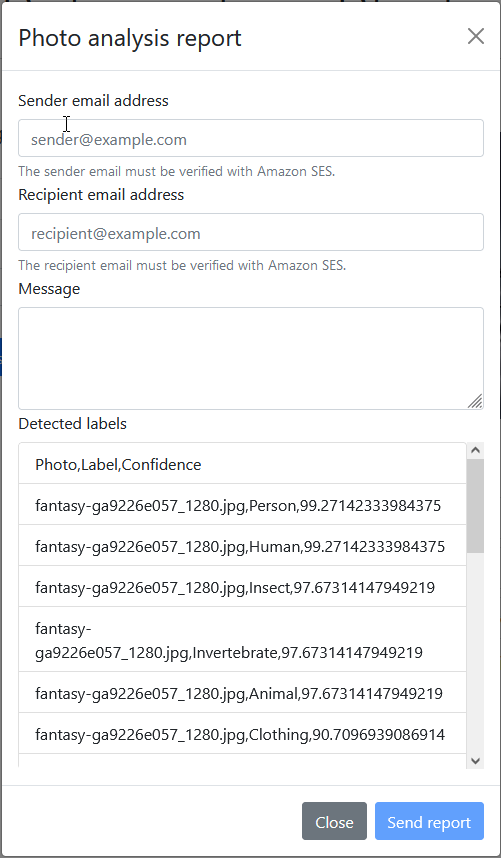 Photo analysis report
Sender email address
sender@example.com
The sender email must be verified with Amazon SES.
Recipient email address
recipient@example.com
The recipient email must be verified with Amazon SES.
Message
Detected labels
Photo,Label,Confidence
fantasy-ga9226e057_1280.jpg,Person,99.27142333984375
fantasy-ga9226e057_1280.jpg,Human,99.27142333984375
fantasy-ga9226e057_1280.jpg,Insect,97.67314147949219
fantasy-
ga9226e057_1280.jpg,Invertebrate,97.67314147949219
fantasy-ga9226e057_1280.jpg,Animal,97.67314147949219
fantasy-ga9226e057_1280.jpg,Clothing,90.7096939086914
Close
Send report